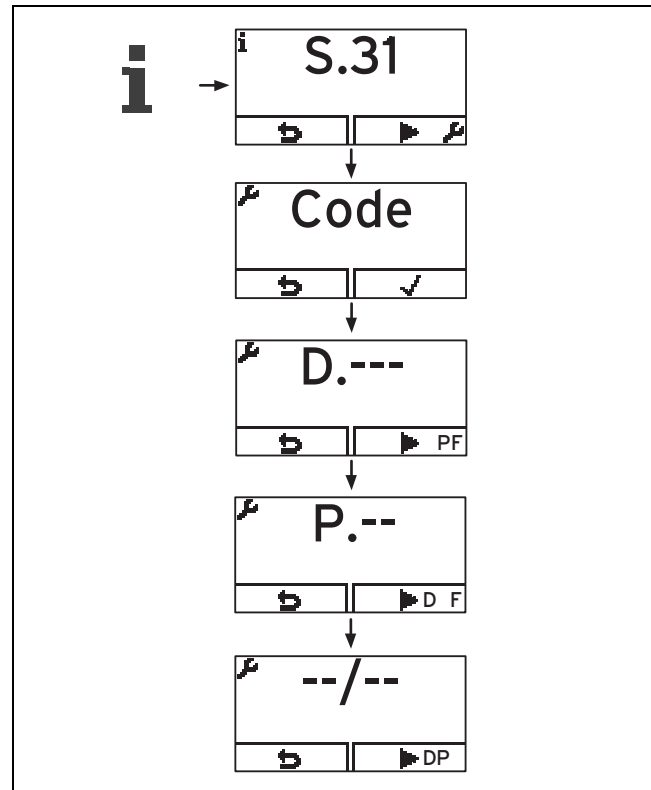 i
i
S.31
Code
D.---
PF
P.--
D F
--/--
DP